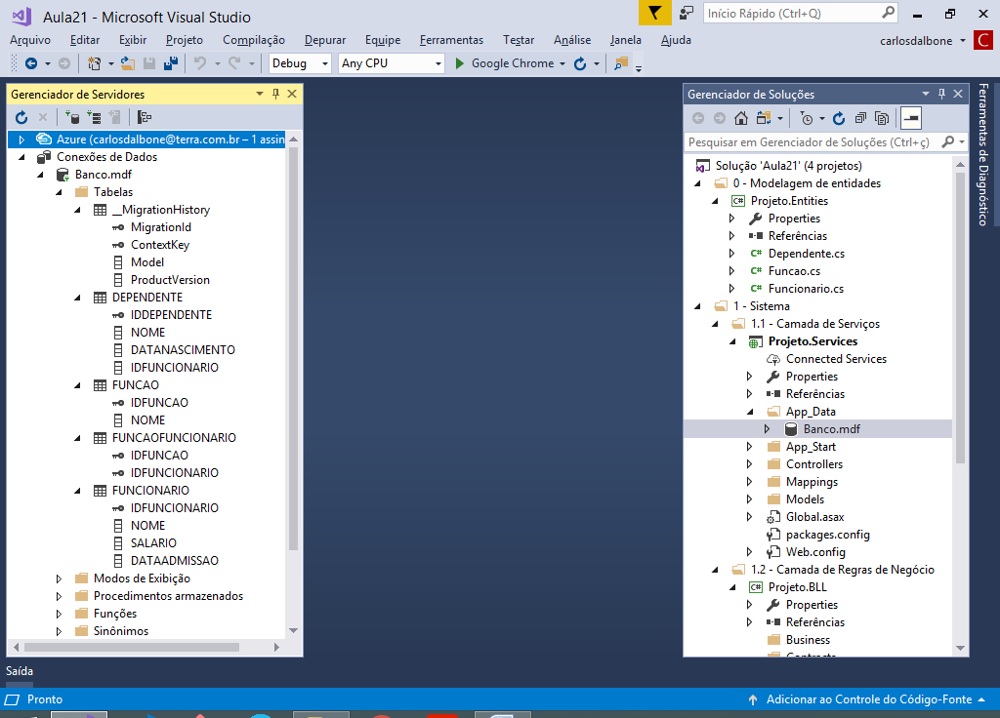 Aula21 - Microsoft Visual Studio
Início Rápido (Ctrl+Q)
Arquivo Editar Exibir Projeto Compilação Depurar Equipe Ferramentas Testar Análise Janela Ajuda
carlosdalbone C
Debug Any CPU Google Chrome
Gerenciador de Servidores
Azure (carlosdalbone@terra.com.br – 1 assin
Conexões de Dados
Banco.mdf
Tabelas
__MigrationHistory
MigrationId
ContextKey
Model
ProductVersion
DEPENDENTE
IDDEPENDENTE
NOME
DATANASCIMENTO
IDFUNCIONARIO
FUNCAO
IDFUNCAO
NOME
FUNCAOFUNCIONARIO
IDFUNCAO
IDFUNCIONARIO
FUNCIONARIO
IDFUNCIONARIO
NOME
SALARIO
DATAADMISSAO
Modos de Exibição
Procedimentos armazenados
Funções
Sinônimos
Gerenciador de Soluções
Pesquisar em Gerenciador de Soluções (Ctrl+ç)
Solução 'Aula21' (4 projetos)
0 - Modelagem de entidades
C# Projeto.Entities
Properties
Referências
C# Dependente.cs
C# Funcao.cs
C# Funcionario.cs
1 - Sistema
1.1 - Camada de Serviços
Projeto.Services
Connected Services
Properties
Referências
App_Data
Banco.mdf
App_Start
Controllers
Mappings
Models
Global.asax
packages.config
Web.config
1.2 - Camada de Regras de Negócio
C# Projeto.BLL
Properties
Referências
Business
Contracts
Ferramentas de Diagnóstico
Saída
Pronto
Adicionar ao Controle do Código-Fonte